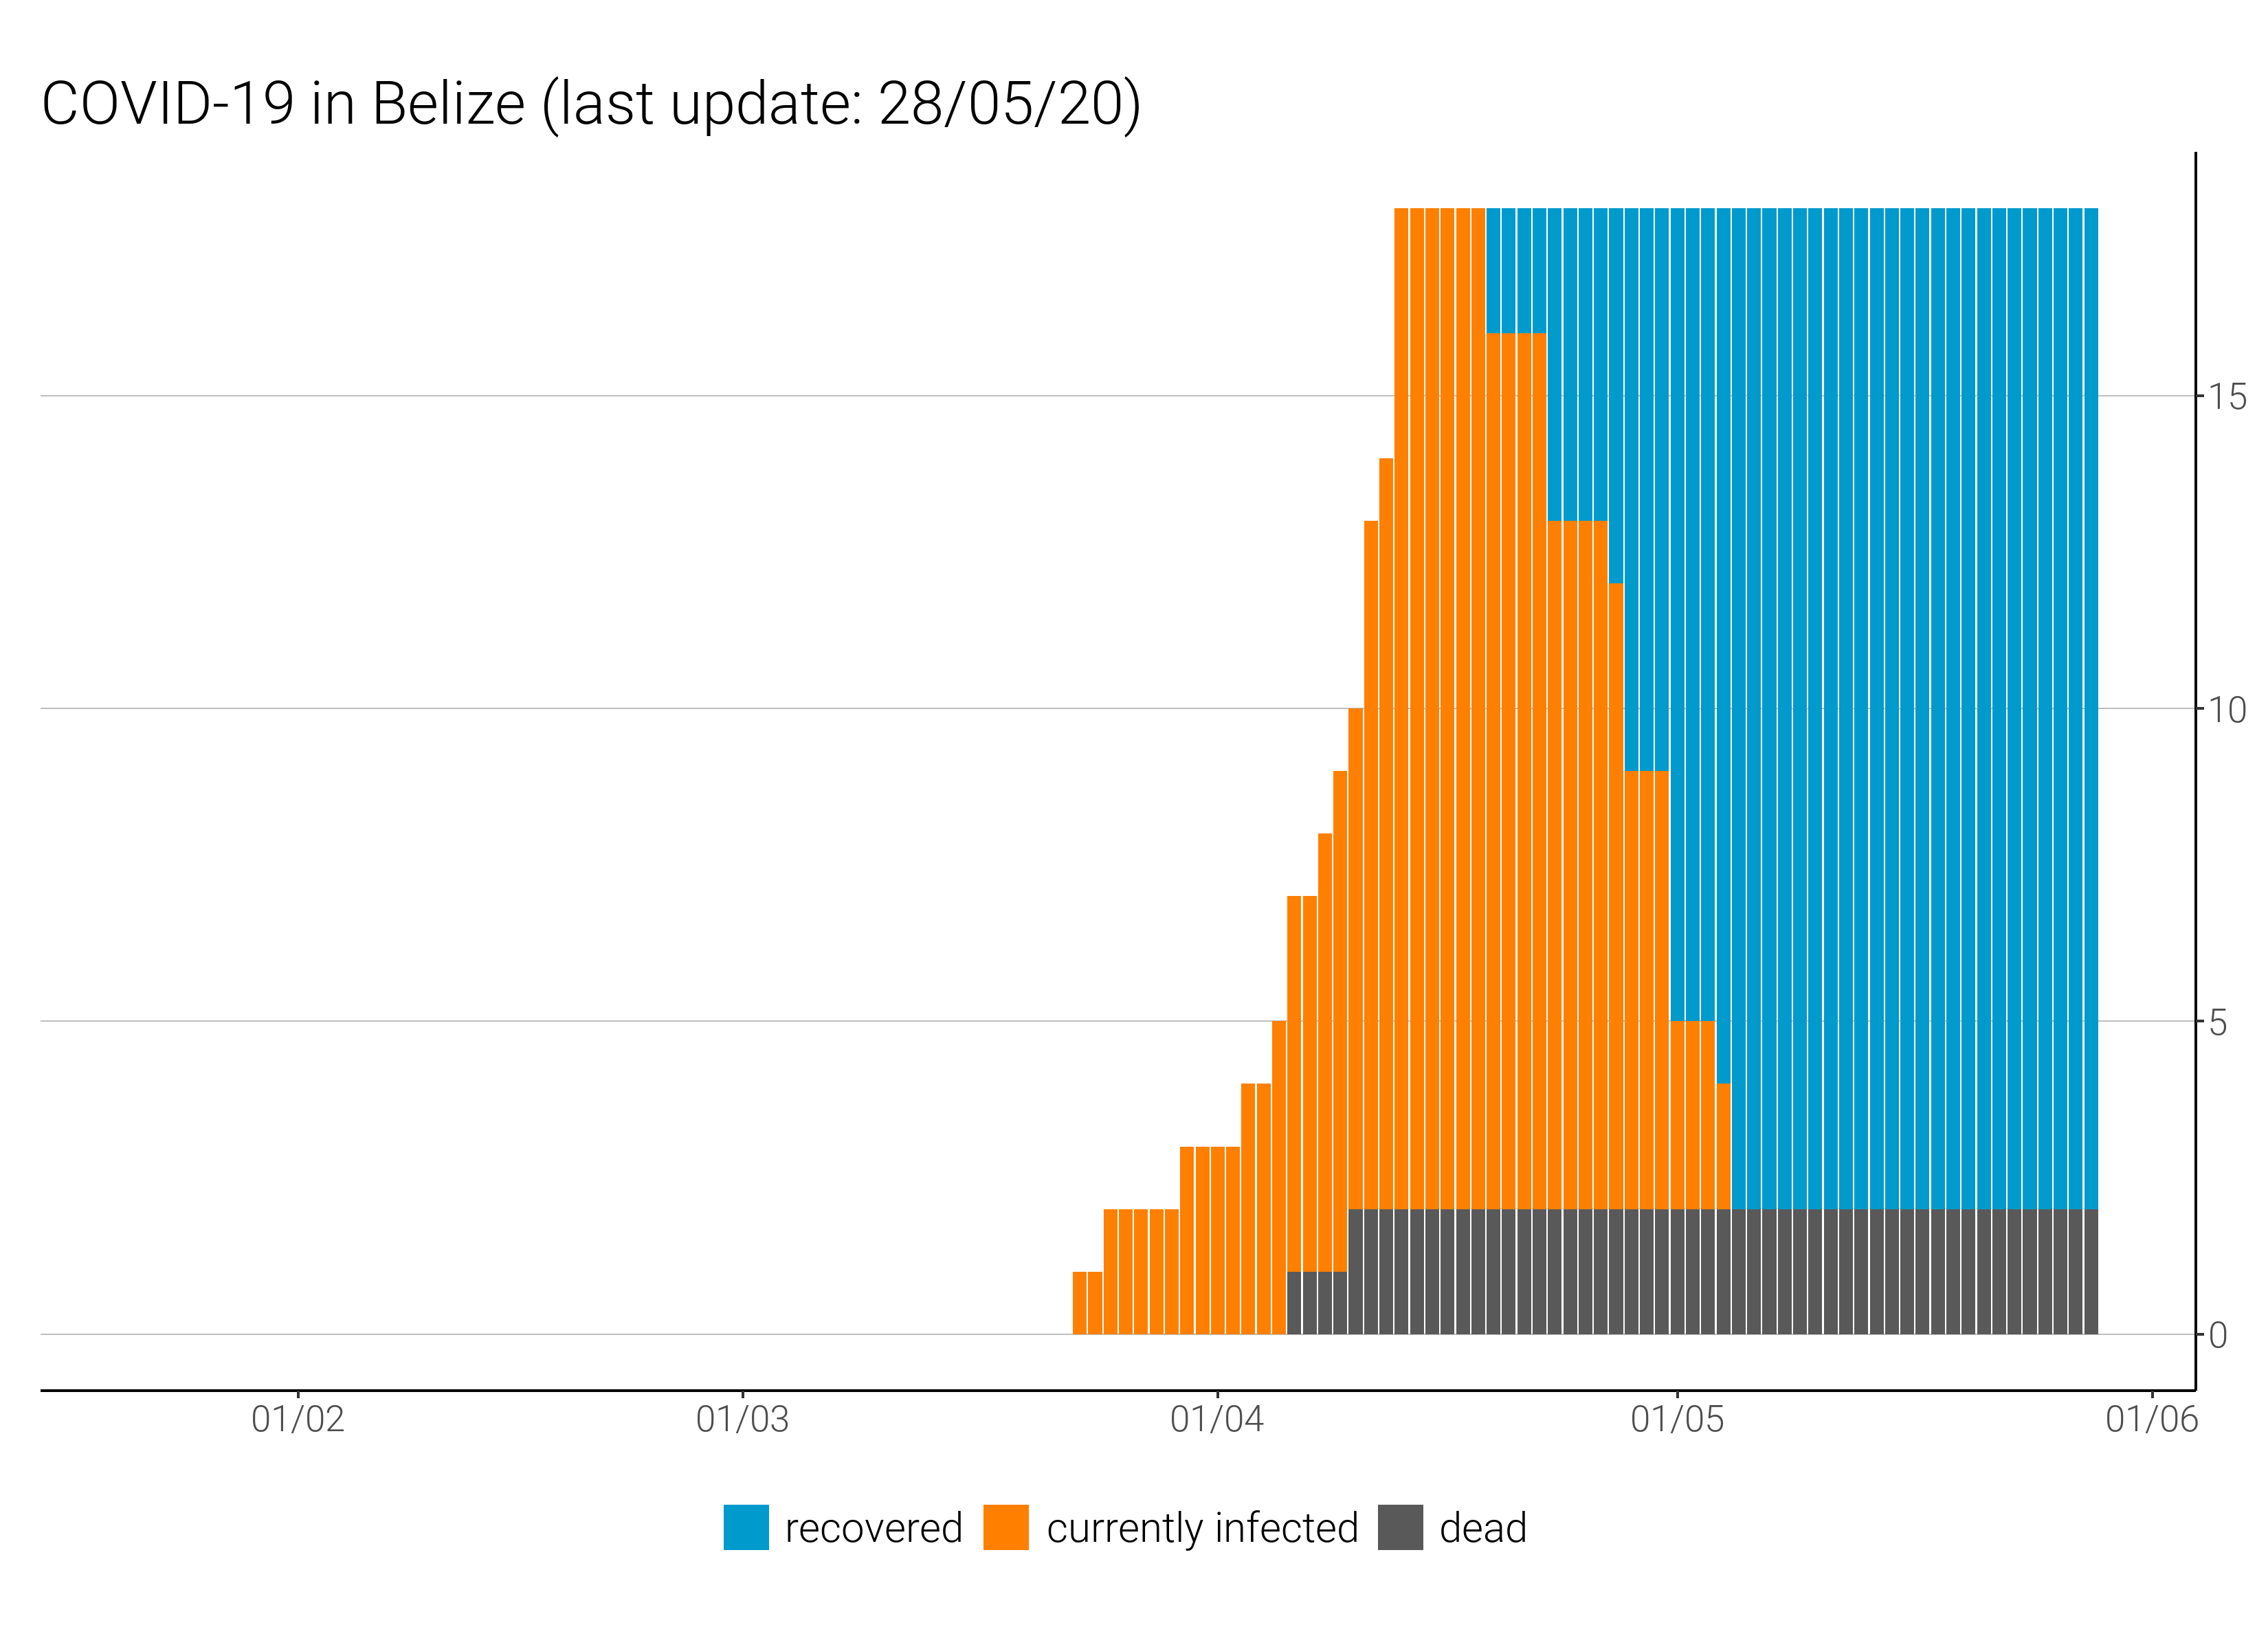 COVID-19 in Belize (last update: 28/05/20)
15
10
5
0
01/02 01/03 01/04 01/05 01/06
recovered currently infected dead